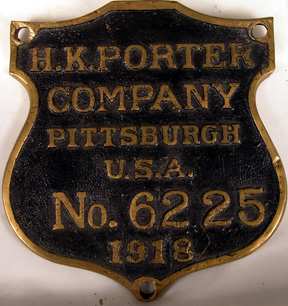 H.K.PORTER
COMPANY
PITTSBURGH
U.S.A.
No. 6225
1918